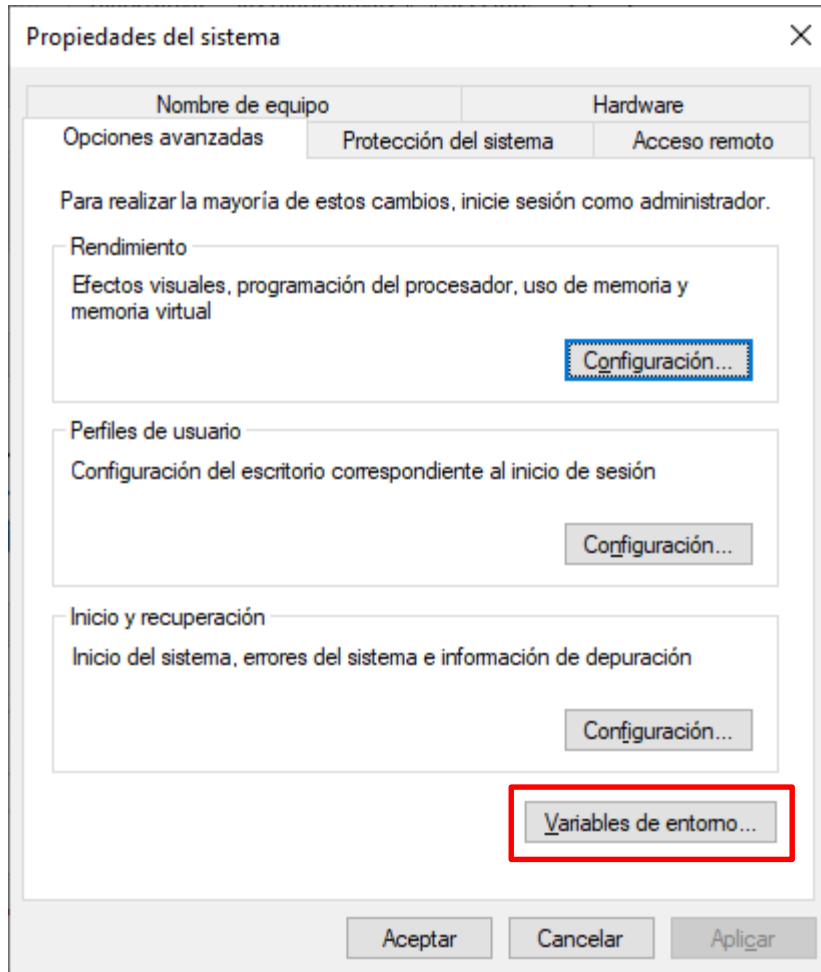 Propiedades del sistema
Nombre de equipo
Hardware
Opciones avanzadas
Protección del sistema
Acceso remoto
Para realizar la mayoría de estos cambios, inicie sesión como administrador.
Rendimiento
Efectos visuales, programación del procesador, uso de memoria y
memoria virtual
Configuración...
Perfiles de usuario
Configuración del escritorio correspondiente al inicio de sesión
Configuración...
Inicio y recuperación
Inicio del sistema, errores del sistema e información de depuración
Configuración...
Variables de entorno...
Aceptar
Cancelar
Aplicar